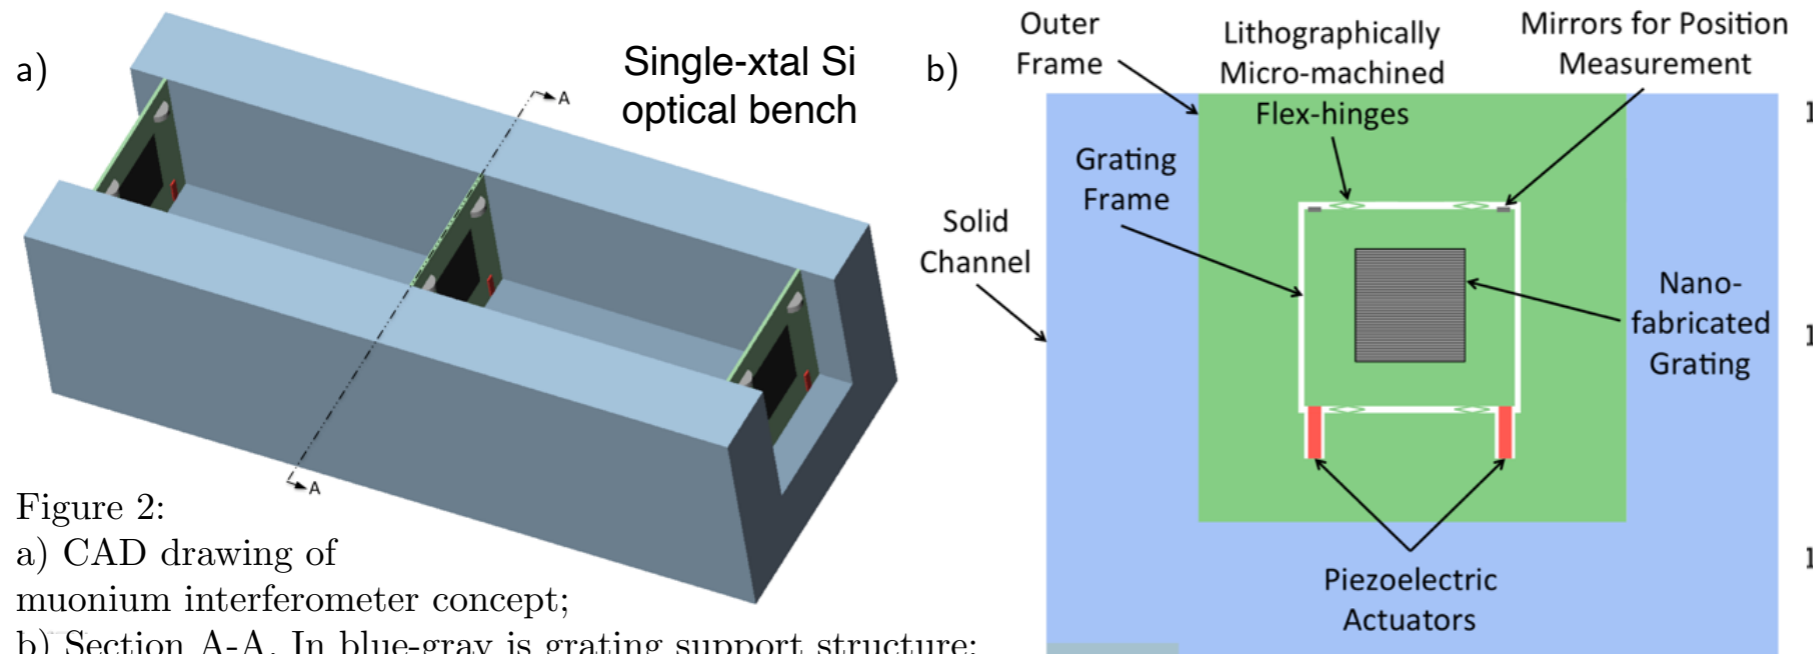 a)
Single-xtal Si
optical bench
A
A
Figure 2:
a) CAD drawing of
muonium interferometer concept;
b) Section A-A. In blue-gray is grating support structure;
b)
Outer
Frame
Lithographically
Micro-machined
Flex-hinges
Mirrors for Position
Measurement
Grating
Frame
Solid
Channel
Nano-
fabricated
Grating
Piezoelectric
Actuators